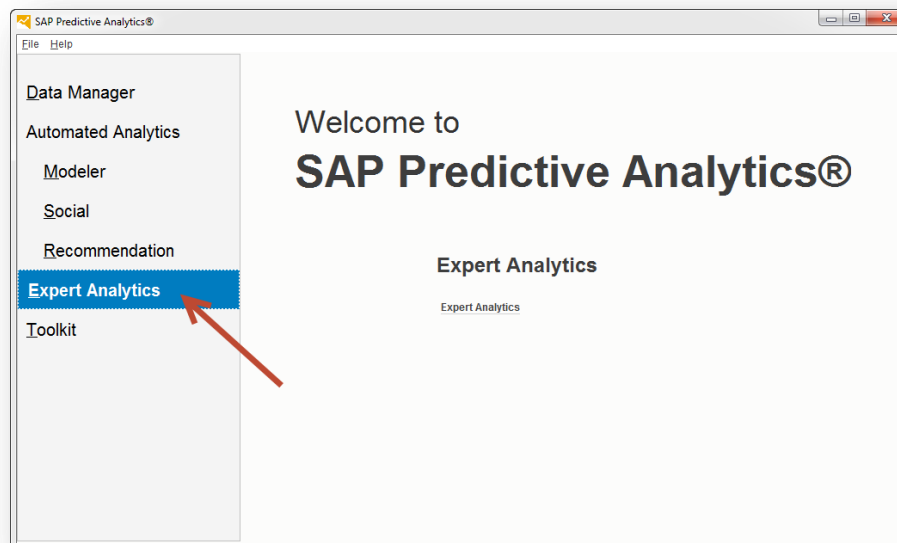 SAP Predictive Analytics®
File Help
Data Manager
Automated Analytics
Modeler
Social
Recommendation
Expert Analytics
Toolkit
Welcome to
SAP Predictive Analytics®
Expert Analytics
Expert Analytics